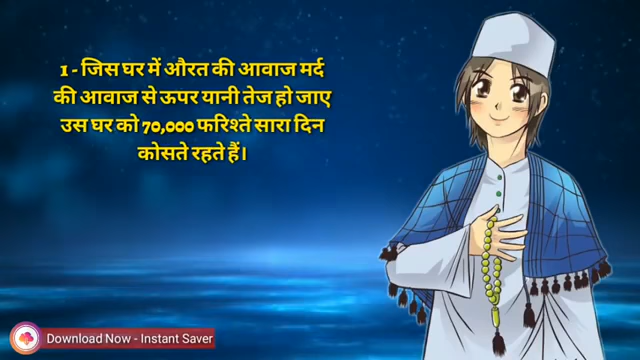 1 - जिस घर में औरत की आवाज मर्द
की आवाज से ऊपर यानी तेज हो जाए
उस घर को 70,000 फरिश्ते सारा दिन
कोसते रहते हैं।
Download Now - Instant Saver